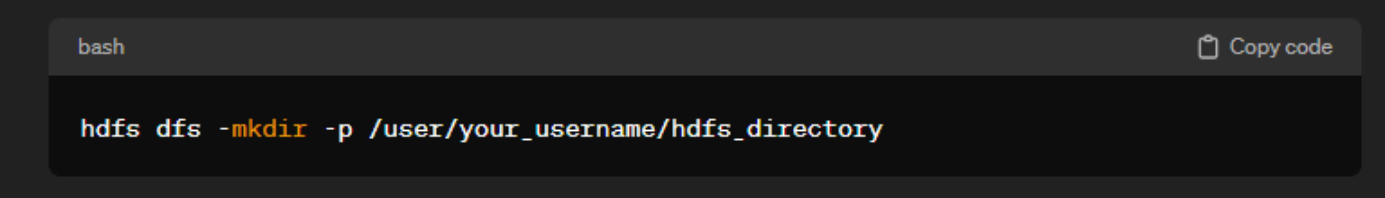 bash
Copy code
hdfs dfs -mkdir -p /user/your_username/hdfs_directory